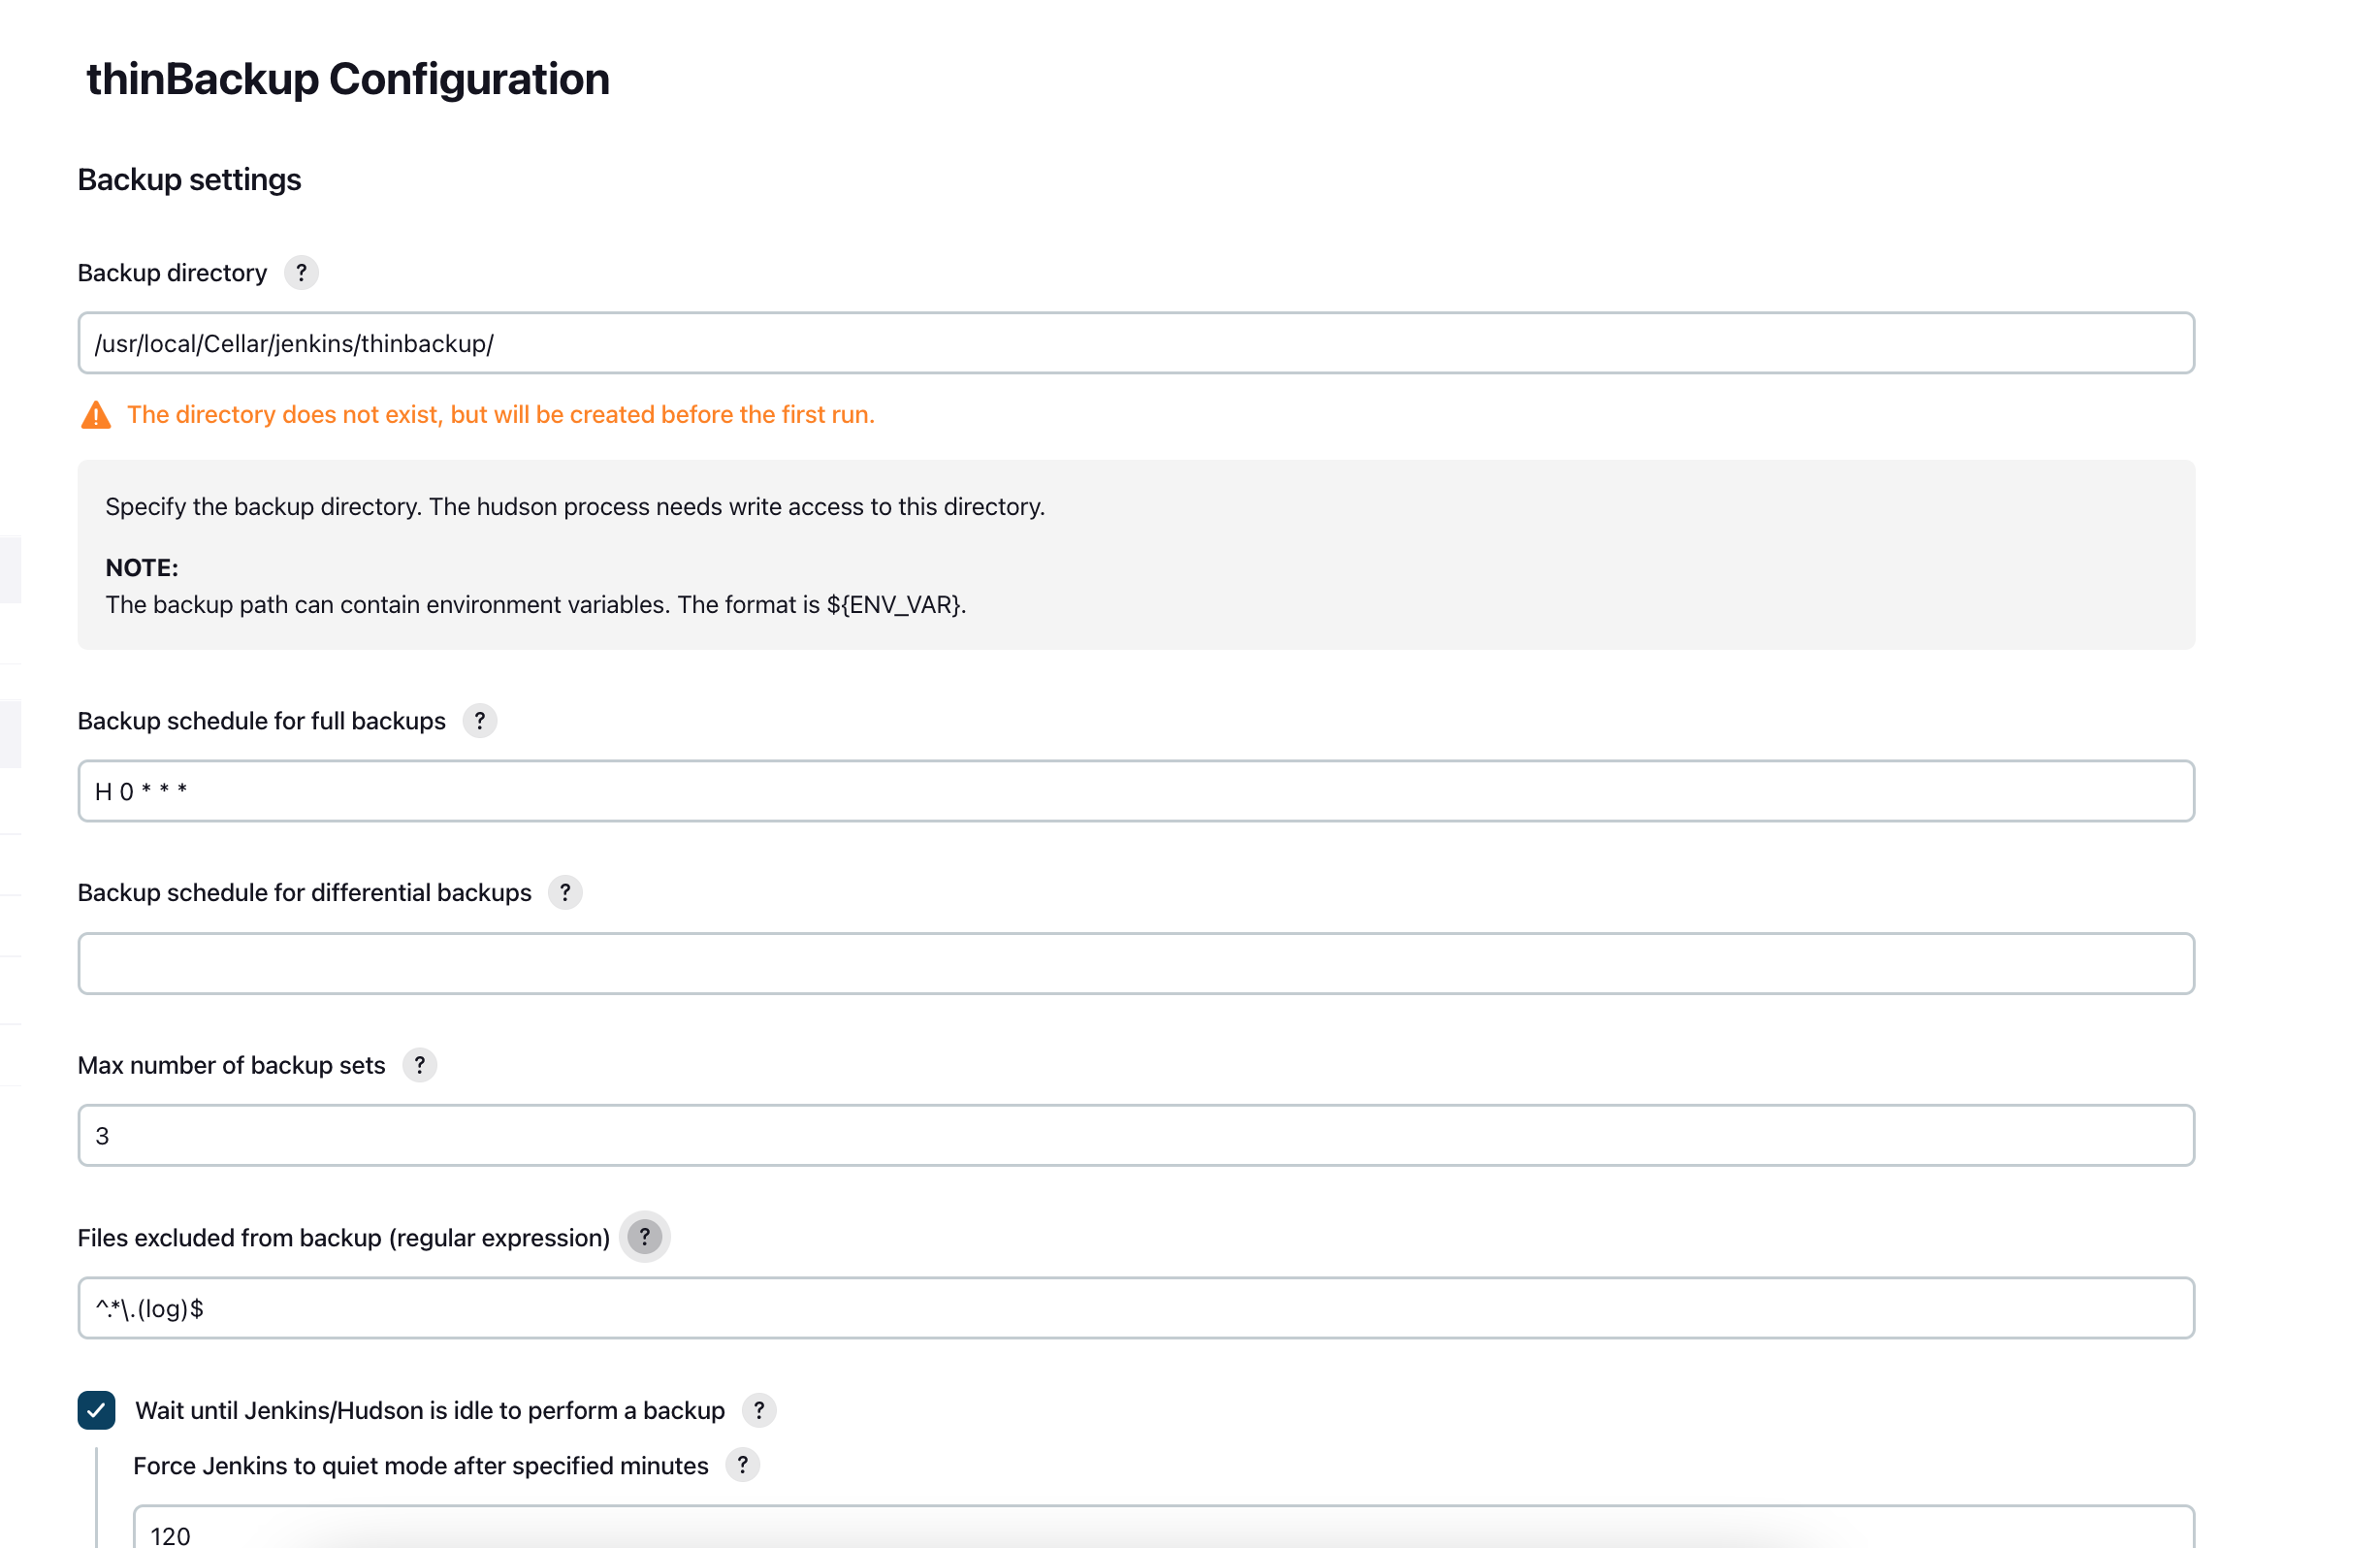 thinBackup Configuration
Backup settings
Backup directory ?
/usr/local/Cellar/jenkins/thinbackup/
The directory does not exist, but will be created before the first run.
Specify the backup directory. The hudson process needs write access to this directory.
NOTE:
The backup path can contain environment variables. The format is ${ENV_VAR}.
Backup schedule for full backups ?
H 0 * * *
Backup schedule for differential backups ?
Max number of backup sets ?
3
Files excluded from backup (regular expression) ?
^.*\.(log)$
Wait until Jenkins/Hudson is idle to perform a backup ?
Force Jenkins to quiet mode after specified minutes ?
120